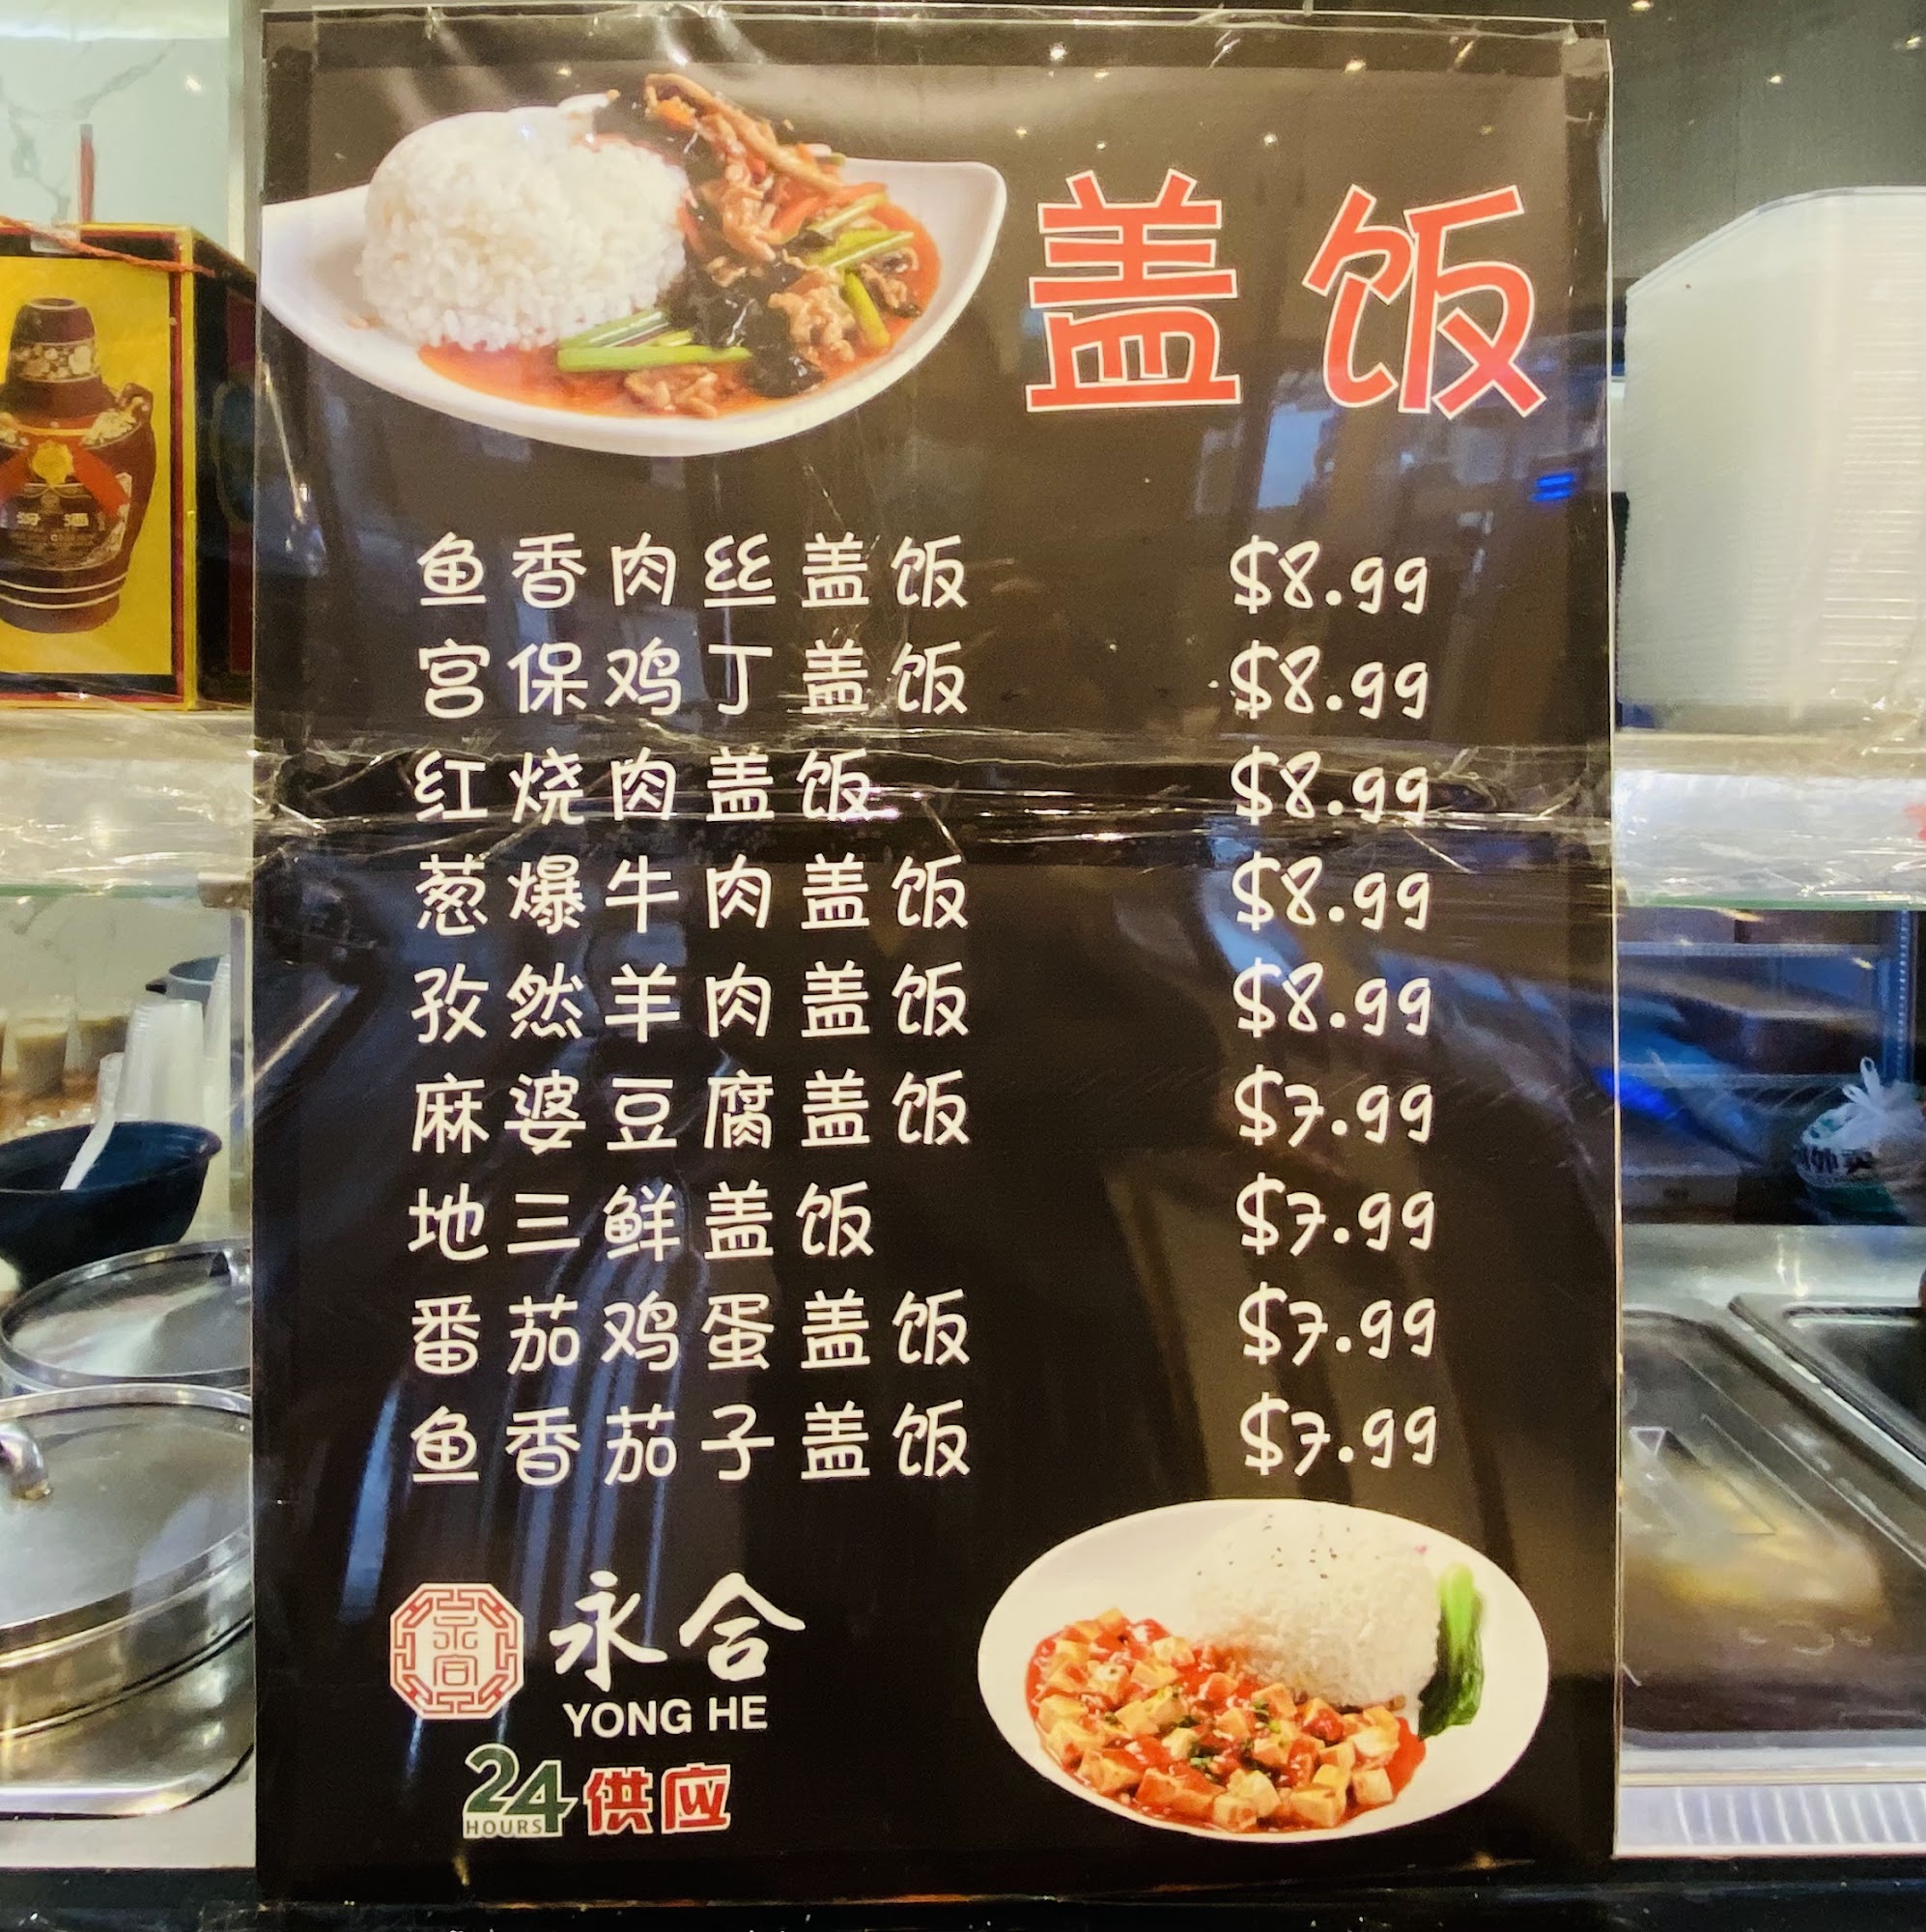 盖饭
鱼香肉丝盖饭 $8.99
宫保鸡丁盖饭 $8.99
红烧肉盖饭 $8.99
葱爆牛肉盖饭 $8.99
孜然羊肉盖饭 $8.99
麻婆豆腐盖饭 $7.99
地三鲜盖饭 $7.99
番茄鸡蛋盖饭 $7.99
鱼香茄子盖饭 $7.99
永合
YONG HE
24 HOURS 供应